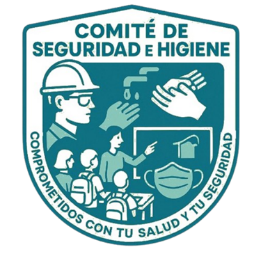 COMITÉ DE
SEGURIDAD E HIGIENE
COMPROMETIDOS CON TU SALUD Y TU SEGURIDAD